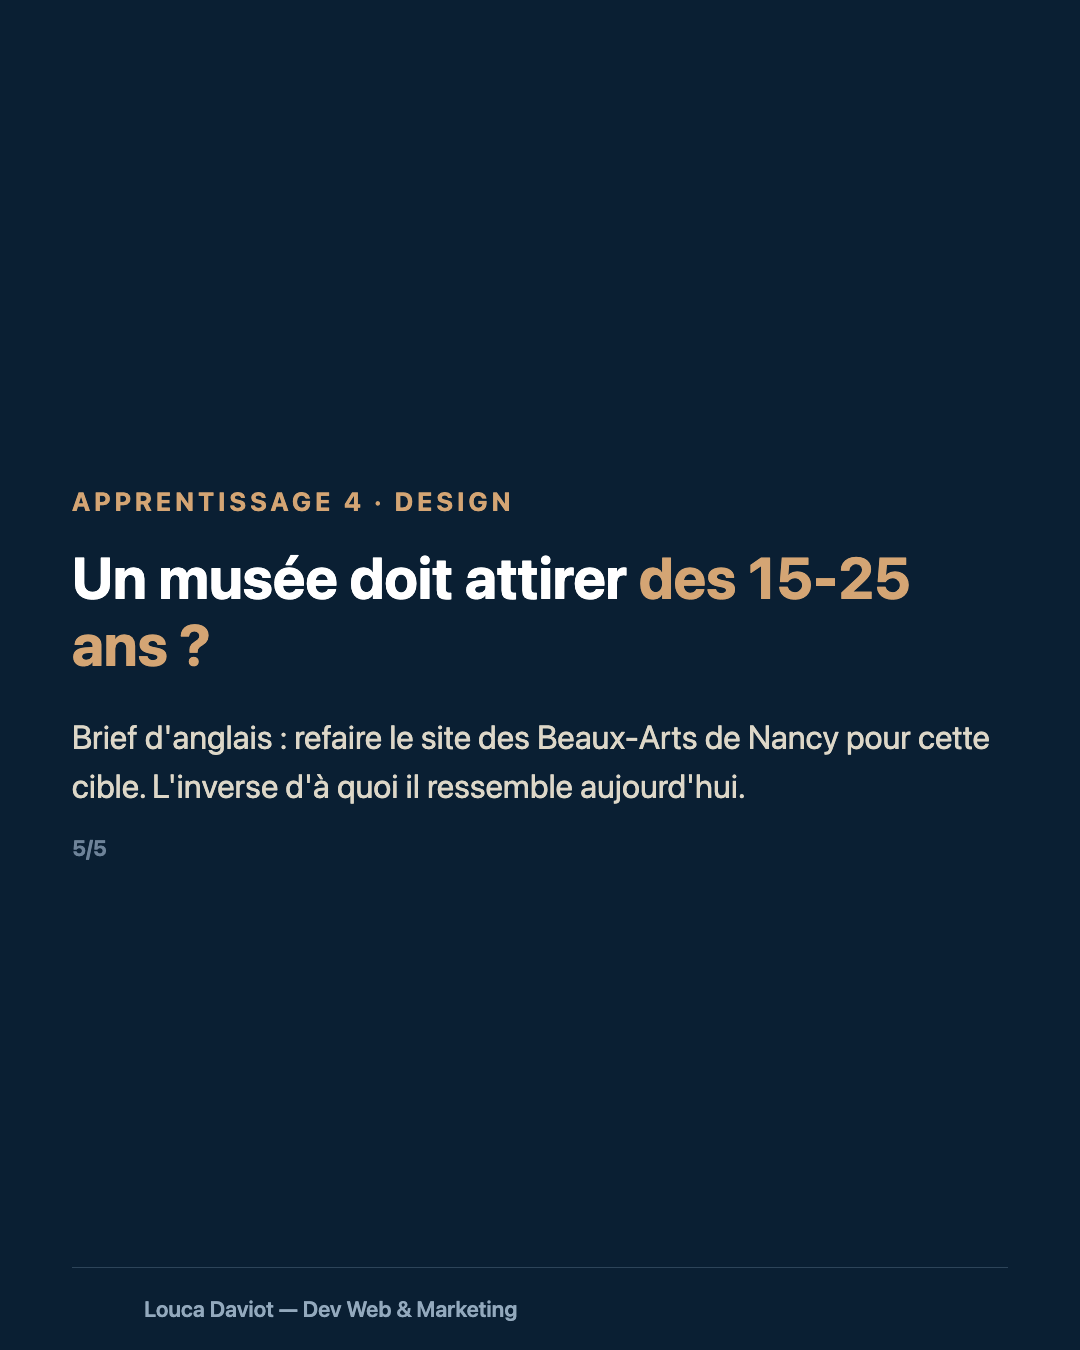 APPRENTISSAGE 4 · DESIGN
Un musée doit attirer des 15-25
ans ?
Brief d'anglais : refaire le site des Beaux-Arts de Nancy pour cette
cible. L'inverse d'à quoi il ressemble aujourd'hui.
5/5
Louca Daviot — Dev Web & Marketing